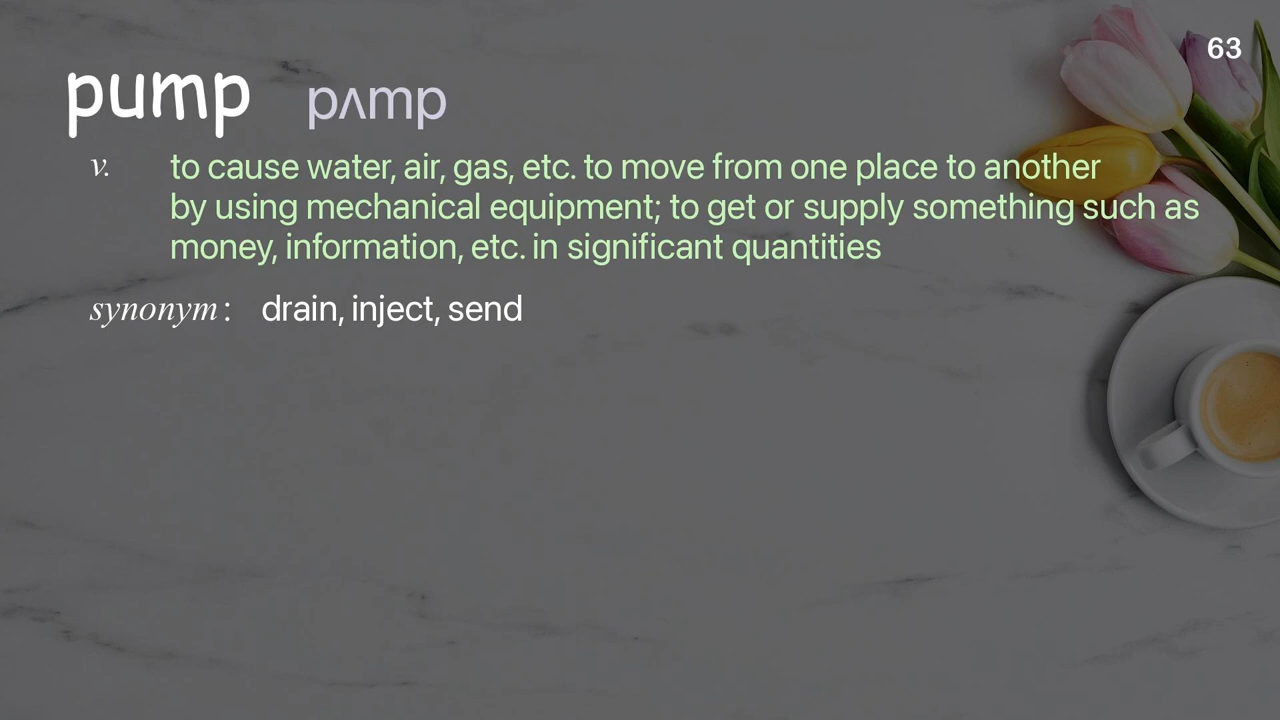 63
pump pʌmp
v. to cause water, air, gas, etc. to move from one place to another
by using mechanical equipment; to get or supply something such as
money, information, etc. in significant quantities
synonym: drain, inject, send